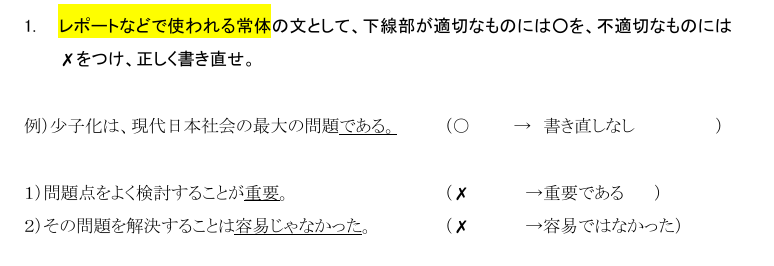 1. レポートなどで使われる常体の文として、下線部が適切なものには〇を、不適切なものには
✗をつけ、正しく書き直せ。
例)少子化は、現代日本社会の最大の問題である。 (〇 → 書き直しなし )
1)問題点をよく検討することが重要。 (✗ →重要である )
2)その問題を解決することは容易じゃなかった。 (✗ →容易ではなかった)